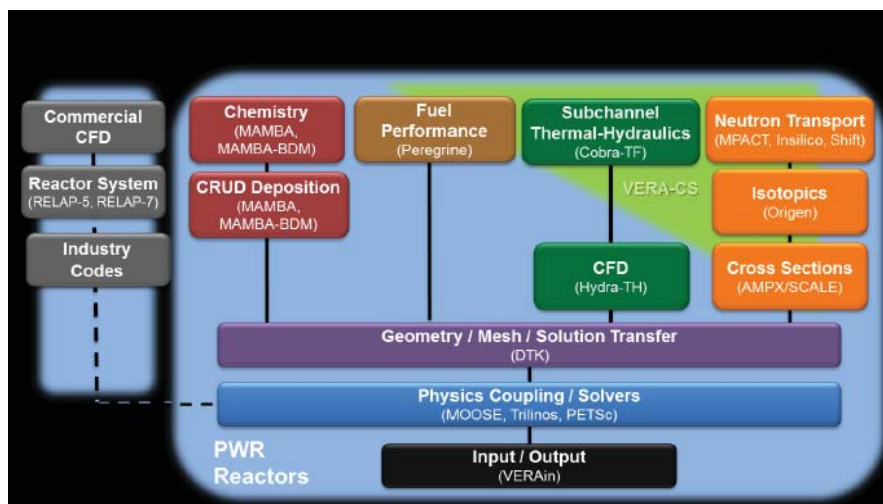 Commercial
CFD
Reactor System
(RELAP-5, RELAP-7)
Industry
Codes
Chemistry
(MAMBA,
MAMBA-BDM)
CRUD Deposition
(MAMBA,
MAMBA-BDM)
Fuel
Performance
(Peregrine)
Subchannel
Thermal-Hydraulics
(Cobra-TF)
VERA-CS
CFD
(Hydra-TH)
Neutron Transport
(MPACT, Insilico, Shift)
Isotopics
(Origen)
Cross Sections
(AMPX/SCALE)
Geometry / Mesh / Solution Transfer
(DTK)
Physics Coupling / Solvers
(MOOSE, Trilinos, PETSc)
Input / Output
(VERAin)
PWR
Reactors